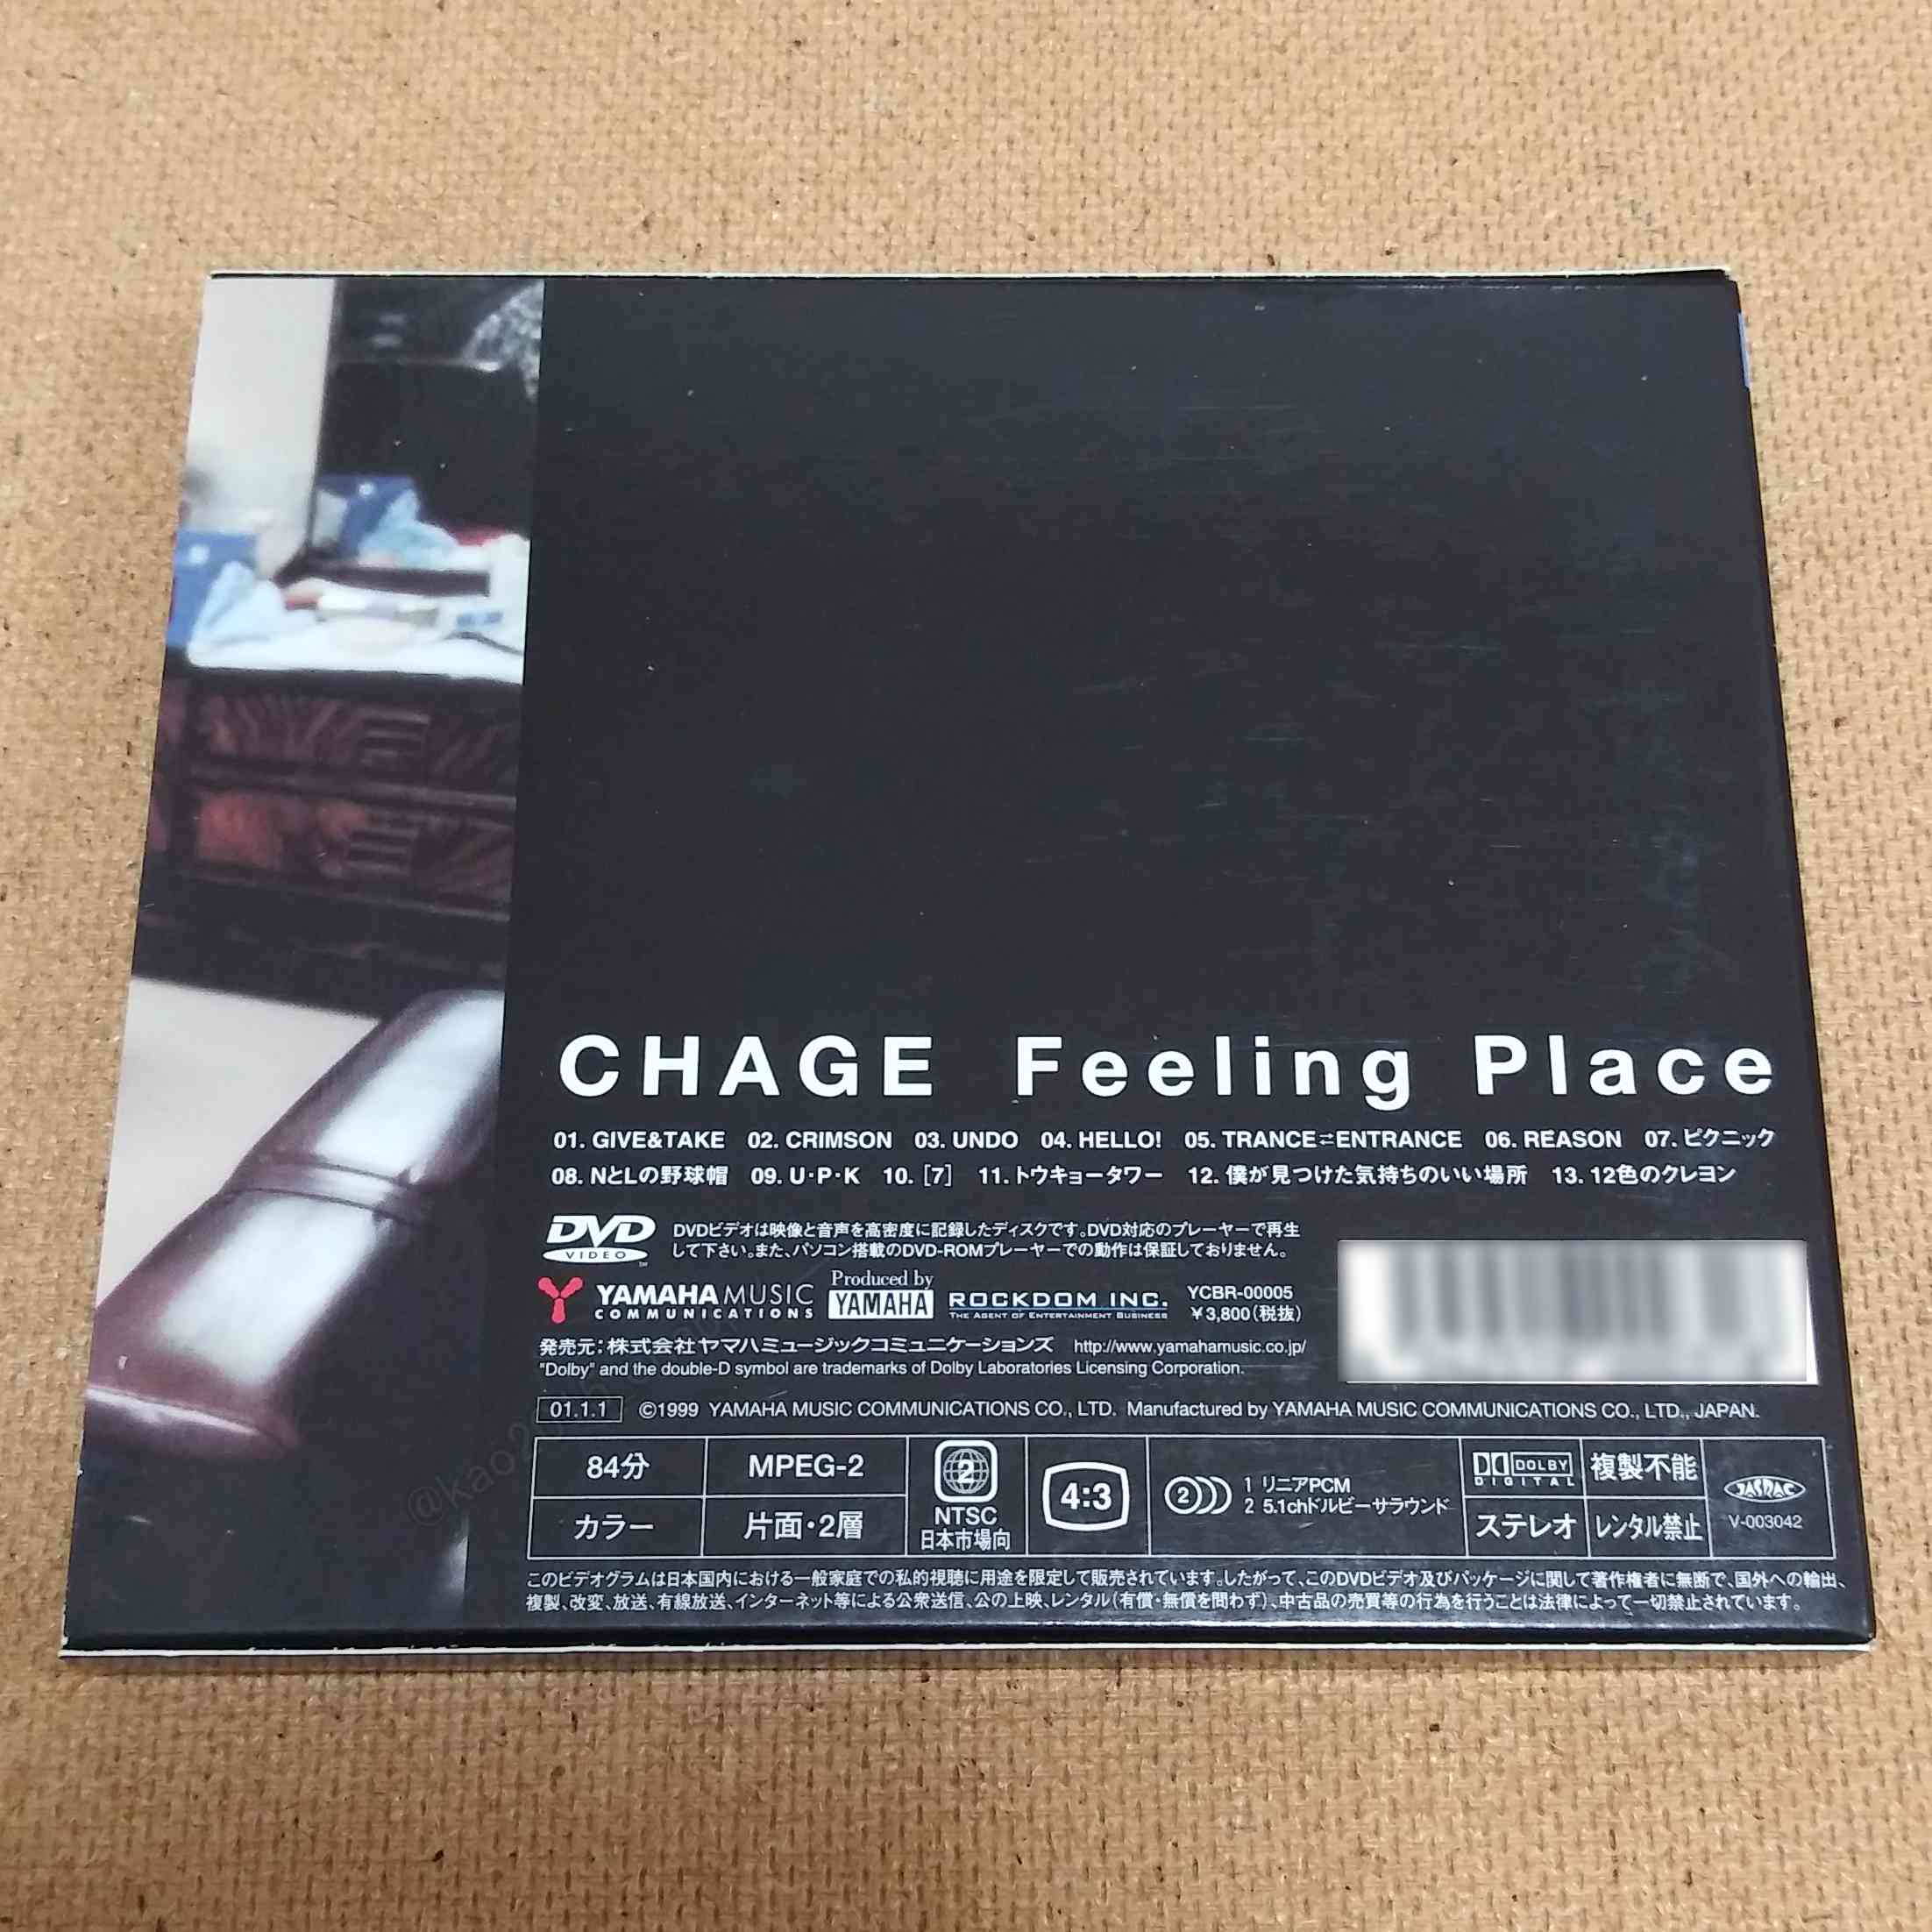 CHAGE Feeling Place
01. GIVE&TAKE 02. CRIMSON 03. UNDO 04. HELLO! 05. TRANCE⇄ENTRANCE 06. REASON 07. ピクニック
08. NとLの野球帽 09. U・P・K 10. [7] 11. トウキョータワー 12. 僕が見つけた気持ちのいい場所 13. 12色のクレヨン
DVD VIDEO TM
DVDビデオは映像と音声を高密度に記録したディスクです。DVD対応のプレーヤーで再生
して下さい。また、パソコン搭載のDVD-ROMプレーヤーでの動作は保証しておりません。
YAMAHA MUSIC COMMUNICATIONS
Produced by YAMAHA
ROCKDOM INC.
THE AGENT OF ENTERTAINMENT BUSINESS
YCBR-00005
¥3,800(税抜)
発売元:株式会社ヤマハミュージックコミュニケーションズ http://www.yamahamusic.co.jp/
"Dolby" and the double-D symbol are trademarks of Dolby Laboratories Licensing Corporation.
01.1.1 ©1999 YAMAHA MUSIC COMMUNICATIONS CO., LTD. Manufactured by YAMAHA MUSIC COMMUNICATIONS CO., LTD., JAPAN.
84分
カラー
MPEG-2
片面・2層
2
NTSC
日本市場向
4:3
2
1 リニアPCM
2 5.1chドルビーサラウンド
DOLBY
DIGITAL
ステレオ
複製不能
レンタル禁止
JASRAC
V-003042
このビデオグラムは日本国内における一般家庭での私的視聴に用途を限定して販売されています。したがって、このDVDビデオ及びパッケージに関して著作権者に無断で、国外への輸出、
複製、改変、放送、有線放送、インターネット等による公衆送信、公の上映、レンタル(有償・無償を問わず)、中古品の売買等の行為を行うことは法律によって一切禁止されています。